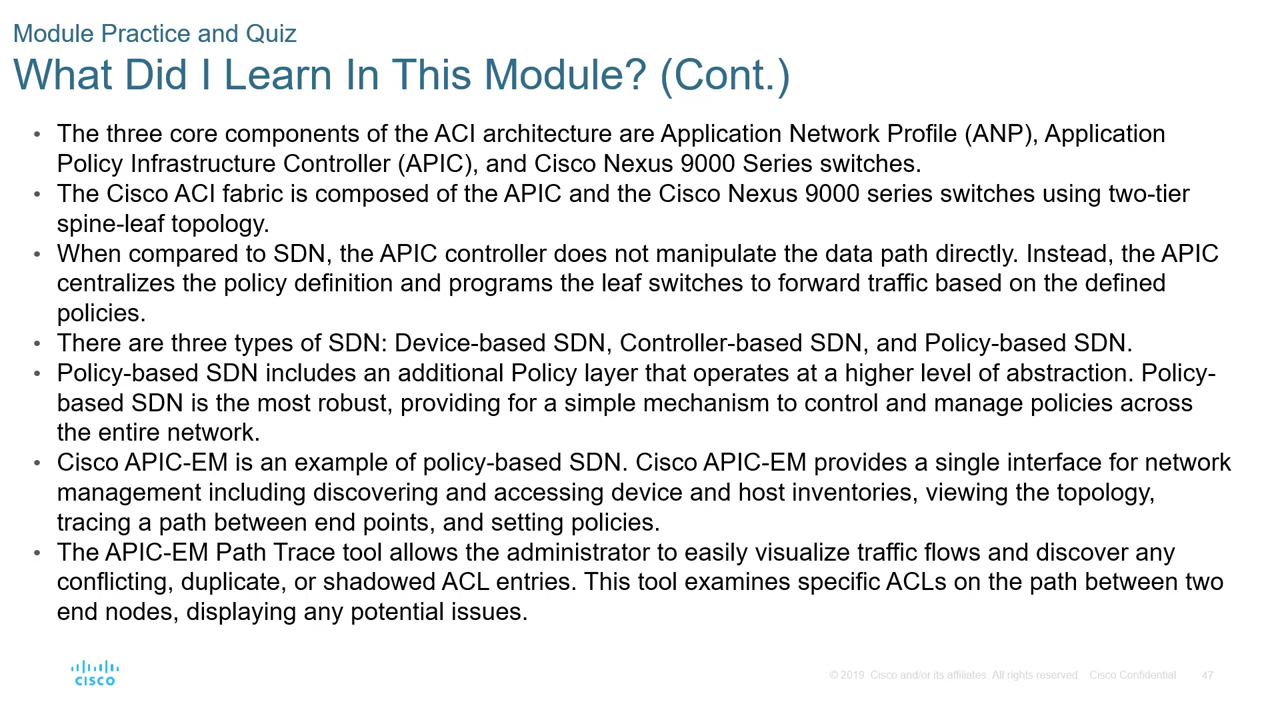 Module Practice and Quiz
What Did I Learn In This Module? (Cont.)
• The three core components of the ACI architecture are Application Network Profile (ANP), Application
Policy Infrastructure Controller (APIC), and Cisco Nexus 9000 Series switches.
• The Cisco ACI fabric is composed of the APIC and the Cisco Nexus 9000 series switches using two-tier
spine-leaf topology.
• When compared to SDN, the APIC controller does not manipulate the data path directly. Instead, the APIC
centralizes the policy definition and programs the leaf switches to forward traffic based on the defined
policies.
• There are three types of SDN: Device-based SDN, Controller-based SDN, and Policy-based SDN.
• Policy-based SDN includes an additional Policy layer that operates at a higher level of abstraction. Policy-
based SDN is the most robust, providing for a simple mechanism to control and manage policies across
the entire network.
• Cisco APIC-EM is an example of policy-based SDN. Cisco APIC-EM provides a single interface for network
management including discovering and accessing device and host inventories, viewing the topology,
tracing a path between end points, and setting policies.
• The APIC-EM Path Trace tool allows the administrator to easily visualize traffic flows and discover any
conflicting, duplicate, or shadowed ACL entries. This tool examines specific ACLs on the path between two
end nodes, displaying any potential issues.
CISCO
© 2019 Cisco and/or its affiliates. All rights reserved. Cisco Confidential 47